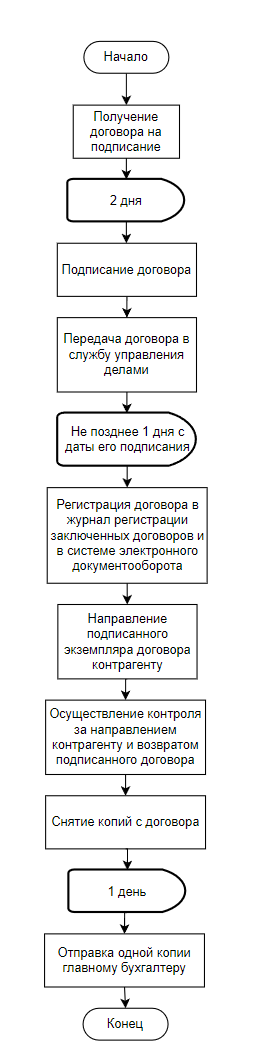 Начало
Получение
договора на
подписание
2 дня
Подписание договора
Передача договора в
службу управления
делами
Не позднее 1 дня с
даты его подписания
Регистрация договора в
журнал регистрации
заключенных договоров и
в системе электронного
документооборота
Направление
подписанного
экземпляра договора
контрагенту
Осуществление контроля
за направлением
контрагенту и возвратом
подписанного договора
Снятие копий с договора
1 день
Отправка одной копии
главному бухгалтеру
Конец